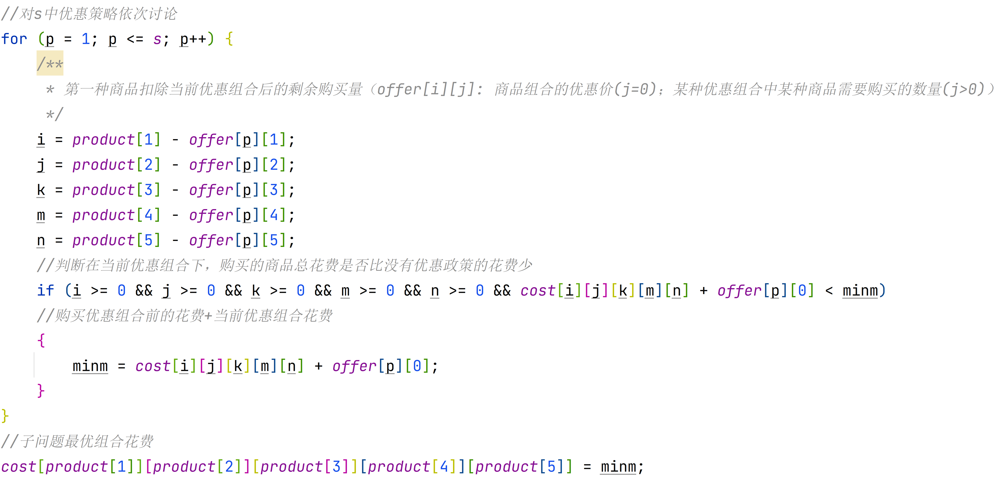 //对s中优惠策略依次讨论
for (p = 1; p <= s; p++) {
/**
* 第一种商品扣除当前优惠组合后的剩余购买量（offer[i][j]: 商品组合的优惠价(j=0)；某种优惠组合中某种商品需要购买的数量(j>0)）
*/
i = product[1] - offer[p][1];
j = product[2] - offer[p][2];
k = product[3] - offer[p][3];
m = product[4] - offer[p][4];
n = product[5] - offer[p][5];
//判断在当前优惠组合下，购买的商品总花费是否比没有优惠政策的花费少
if (i >= 0 && j >= 0 && k >= 0 && m >= 0 && n >= 0 && cost[i][j][k][m][n] + offer[p][0] < minm)
//购买优惠组合前的花费+当前优惠组合花费
{
minm = cost[i][j][k][m][n] + offer[p][0];
}
}
//子问题最优组合花费
cost[product[1]][product[2]][product[3]][product[4]][product[5]] = minm;